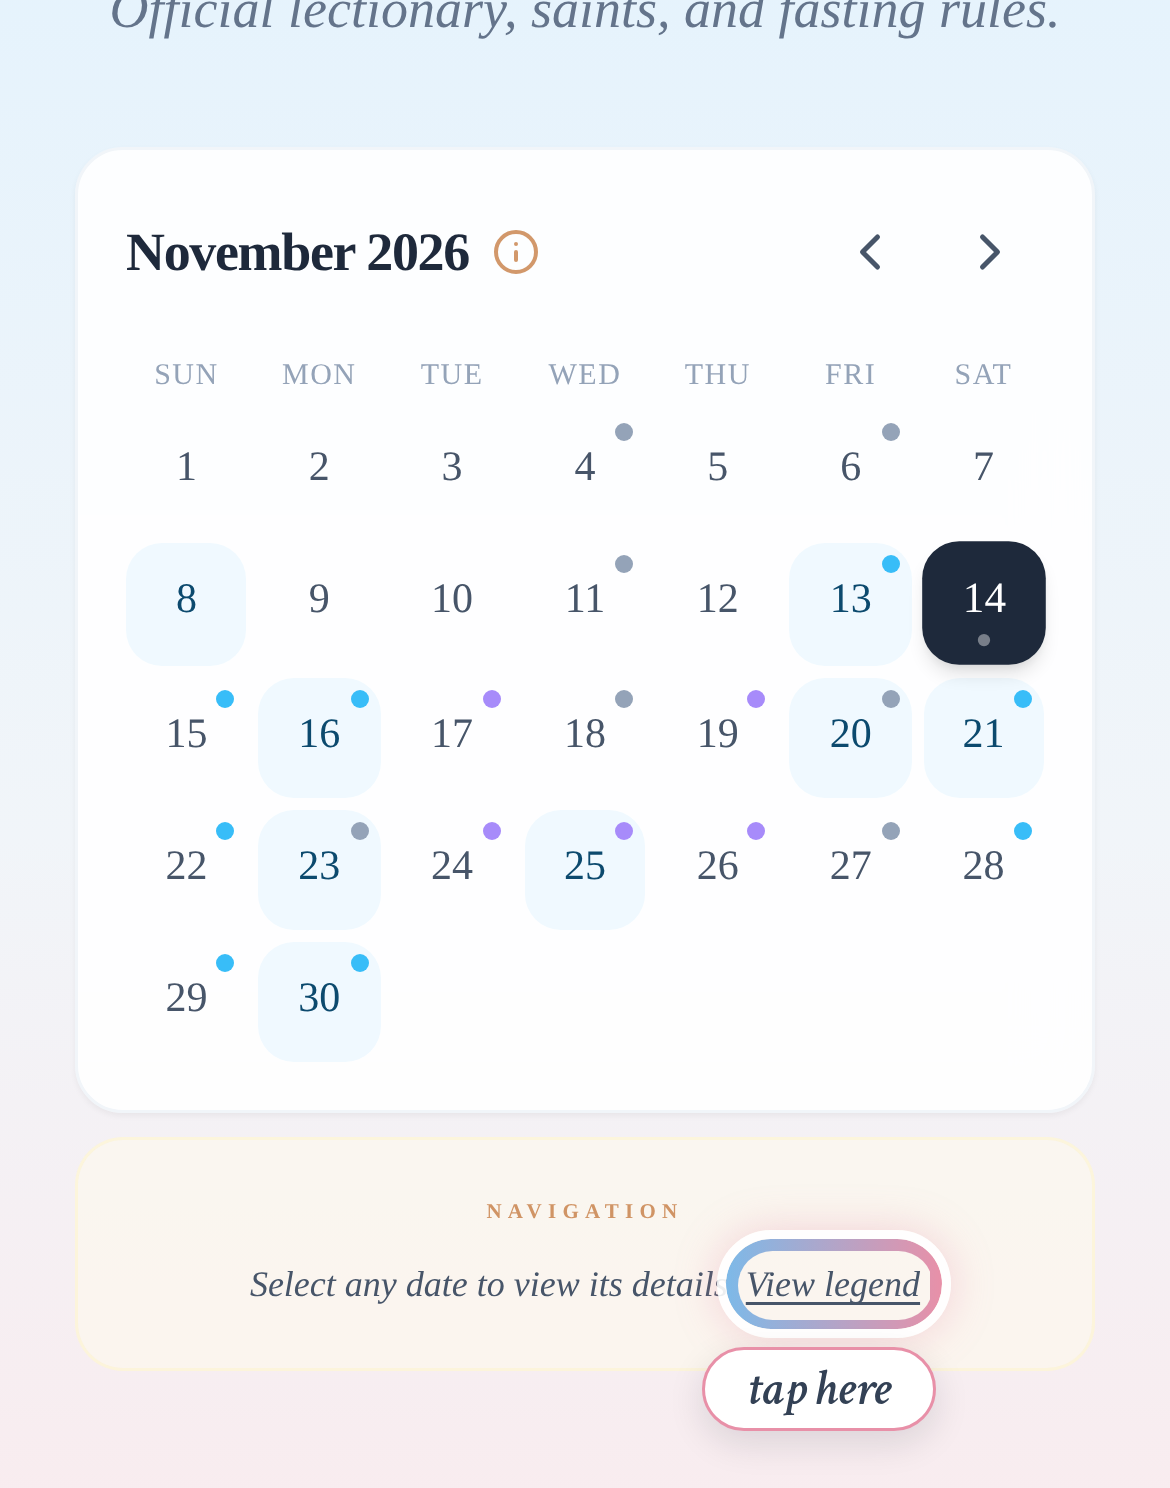 Official lectionary, saints, and fasting rules.
November 2026
SUN MON TUE WED THU FRI SAT
1 2 3 4 5 6 7
8 9 10 11 12 13 14
15 16 17 18 19 20 21
22 23 24 25 26 27 28
29 30
NAVIGATION
Select any date to view its details View legend
tap here